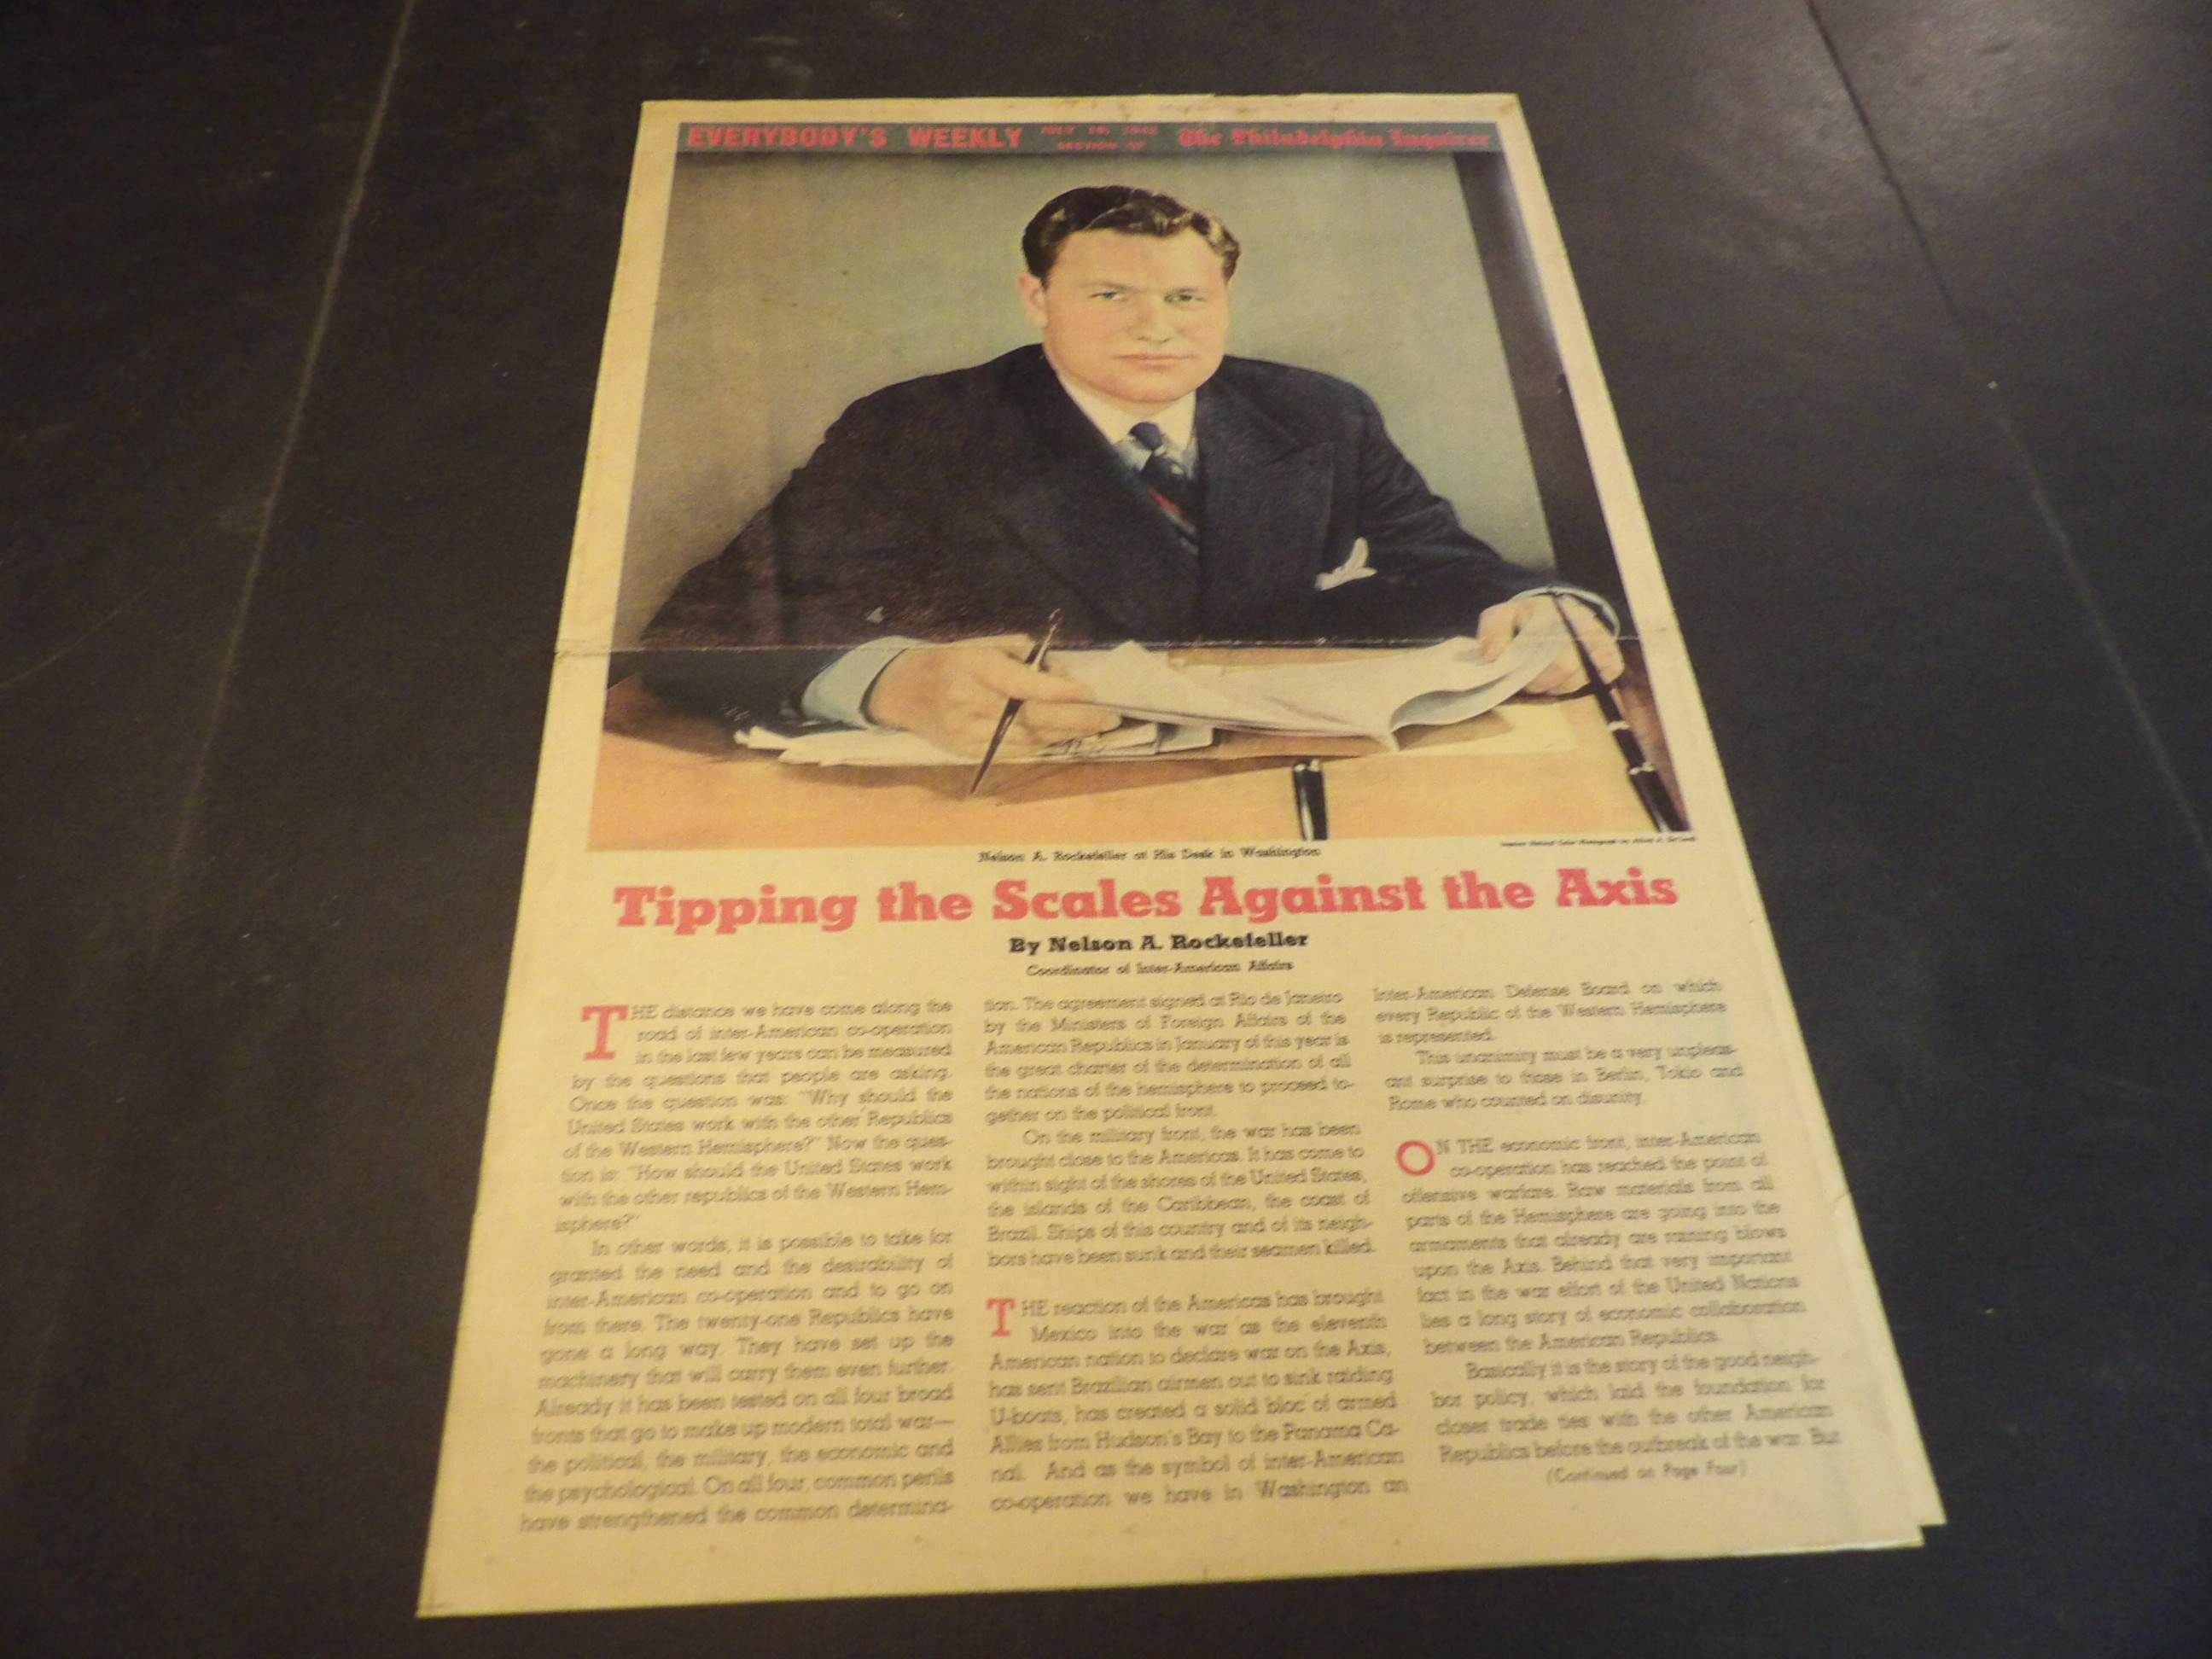 EVERYBODY'S WEEKLY
JULY 19, 1942
SECTION
The Philadelphia Inquirer
Nelson A. Rockefeller at His Desk in Washington
Tipping the Scales Against the Axis
By Nelson A. Rockefeller
Coordinator of Inter-American Affairs
THE distance we have come along the
road of inter-American co-operation
in the last few years can be measured
by the questions that people are asking.
Once the question was: "Why should the
United States work with the other Republics
of the Western Hemisphere?" Now the ques-
tion is: "How should the United States work
with the other republics of the Western Hem-
isphere?"
In other words, it is possible to take for
granted the need and the desirability of
inter-American co-operation and to go on
from there. The twenty-one Republics have
gone a long way. They have set up the
machinery that will carry them even further.
Already it has been tested on all four broad
fronts that go to make up modern total war—
the political, the military, the economic and
the psychological. On all four, common perils
have strengthened the common determina-
tion. The agreement signed at Rio de Janeiro
by the Ministers of Foreign Affairs of the
American Republics in January of this year is
the great charter of the determination of all
the nations of the hemisphere to proceed to-
gether on the political front.
On the military front, the war has been
brought close to the Americas. It has come to
within sight of the shores of the United States,
the islands of the Caribbean, the coast of
Brazil. Ships of this country and of its neigh-
bors have been sunk and their seamen killed.
THE reaction of the Americas has brought
Mexico into the war as the eleventh
American nation to declare war on the Axis,
has sent Brazilian airmen out to sink raiding
U-boats, has created a solid bloc of armed
Allies from Hudson's Bay to the Panama Ca-
nal. And as the symbol of inter-American
co-operation we have in Washington an
Inter-American Defense Board on which
every Republic of the Western Hemisphere
is represented.
This unanimity must be a very unpleas-
ant surprise to those in Berlin, Tokio and
Rome who counted on disunity.
ON THE economic front, inter-American
co-operation has reached the point of
offensive warfare. Raw materials from all
parts of the Hemisphere are going into the
armaments that already are raining blows
upon the Axis. Behind that very important
fact in the war effort of the United Nations
lies a long story of economic collaboration
between the American Republics.
Basically it is the story of the good neigh-
bor policy, which laid the foundation for
closer trade ties with the other American
Republics before the outbreak of the war. But
(Continued on Page Four)